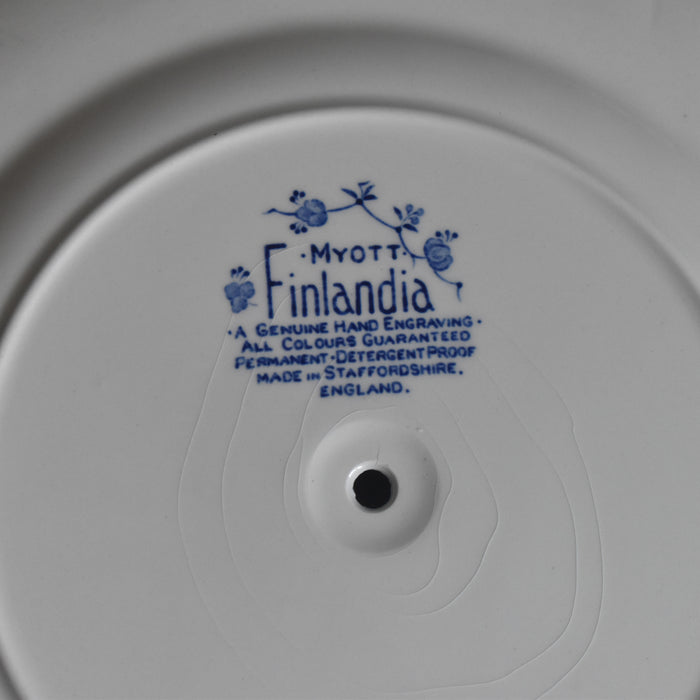 ·MYOTT·
Finlandia
·A GENUINE HAND ENGRAVING·
ALL COLOURS GUARANTEED
PERMANENT·DETERGENT PROOF
MADE IN STAFFORDSHIRE.
ENGLAND.